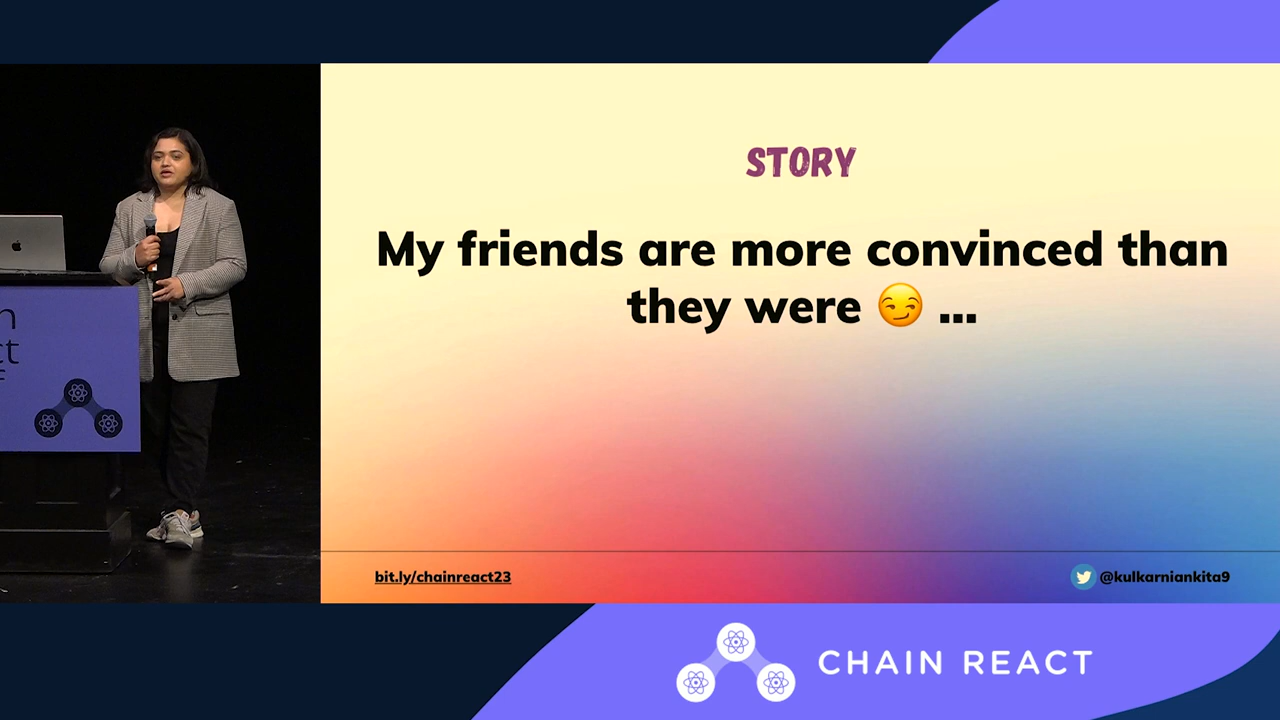 STORY
My friends are more convinced than
they were 😏 ...
bit.ly/chainreact23
@kulkarniankita9
CHAIN REACT